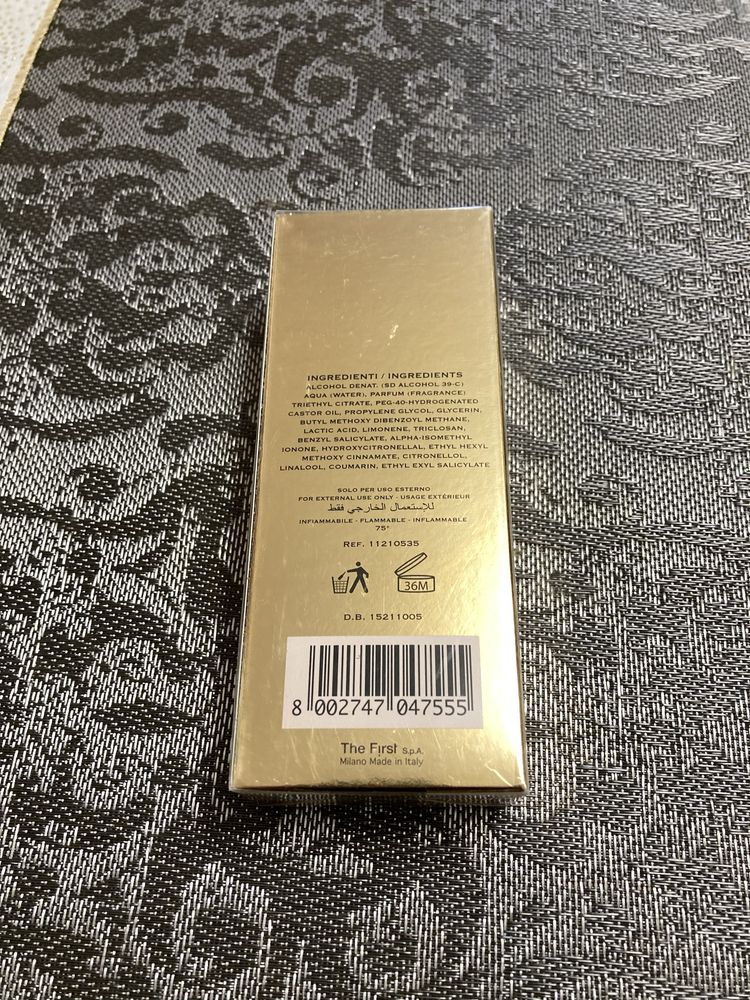 INGREDIENTI / INGREDIENTS
ALCOHOL DENAT. (SD ALCOHOL 39-C)
AQUA (WATER), PARFUM (FRAGRANCE)
TRIETHYL CITRATE, PEG-40-HYDROGENATED
CASTOR OIL, PROPYLENE GLYCOL, GLYCERIN,
BUTYL METHOXY DIBENZOYL METHANE,
LACTIC ACID, LIMONENE, TRICLOSAN,
BENZYL SALICYLATE, ALPHA-ISOMETHYL
IONONE, HYDROXYCITRONELLAL, ETHYL HEXYL
METHOXY CINNAMATE, CITRONELLOL,
LINALOOL, COUMARIN, ETHYL EXYL SALICYLATE
SOLO PER USO ESTERNO
FOR EXTERNAL USE ONLY - USAGE EXTÉRIEUR
للإستعمال الخارجي فقط
INFIAMMABILE - FLAMMABLE - INFLAMMABLE
75°
REF. 11210535
36M
D.B. 15211005
8 002747 047555
The First S.p.A.
Milano Made in Italy